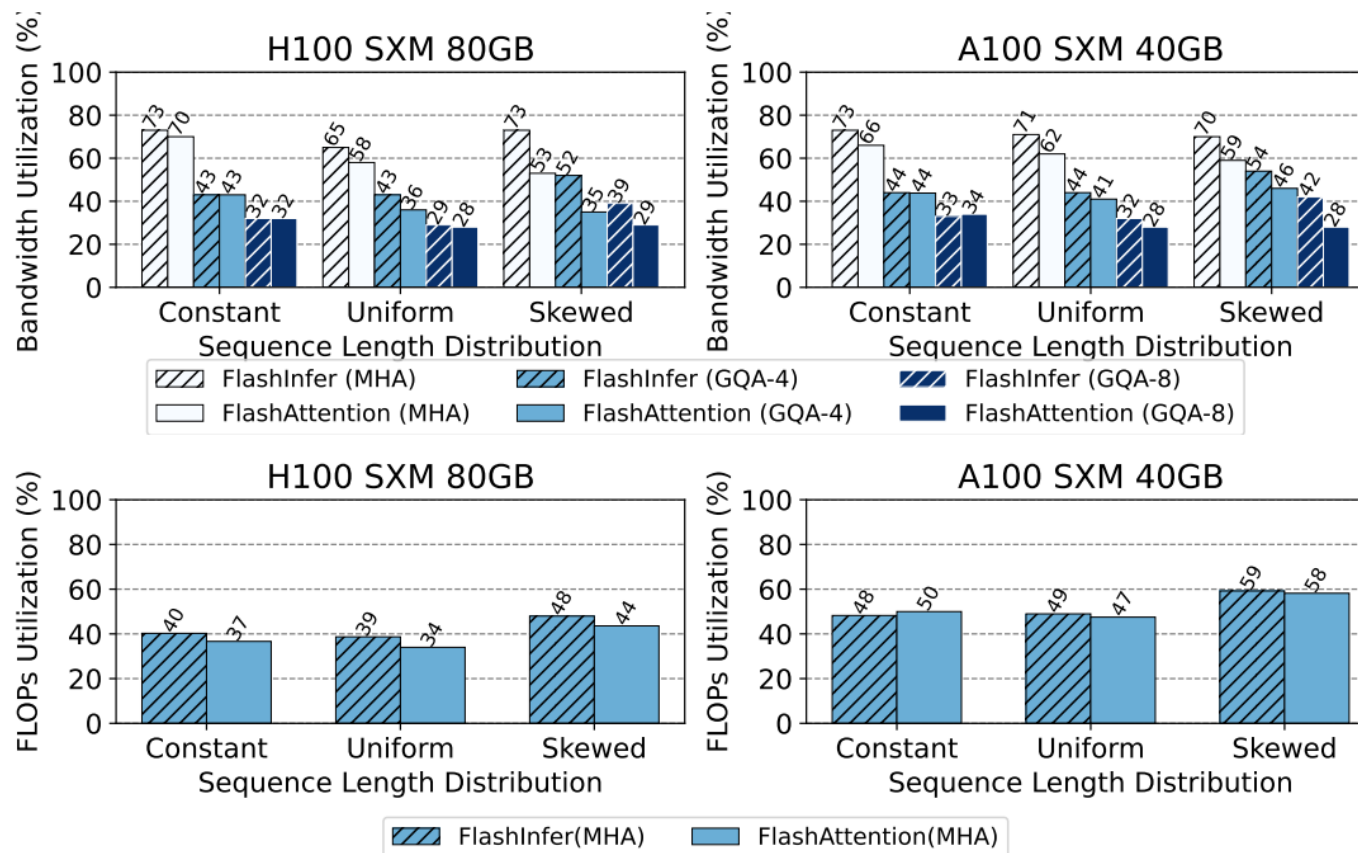 H100 SXM 80GB
Bandwidth Utilization (%)
100
80
60
40
20
0
73
70
43
43
32
32
65
58
43
36
29
28
73
53
52
35
39
29
Constant
Uniform
Skewed
Sequence Length Distribution
A100 SXM 40GB
Bandwidth Utilization (%)
100
80
60
40
20
0
73
66
44
44
33
34
71
62
44
41
32
28
70
59
54
46
42
28
Constant
Uniform
Skewed
Sequence Length Distribution
FlashInfer (MHA)
FlashInfer (GQA-4)
FlashInfer (GQA-8)
FlashAttention (MHA)
FlashAttention (GQA-4)
FlashAttention (GQA-8)
H100 SXM 80GB
FLOPs Utilization (%)
100
80
60
40
20
0
40
37
39
34
48
44
Constant
Uniform
Skewed
Sequence Length Distribution
A100 SXM 40GB
FLOPs Utilization (%)
100
80
60
40
20
0
48
50
49
47
59
58
Constant
Uniform
Skewed
Sequence Length Distribution
FlashInfer(MHA)
FlashAttention(MHA)